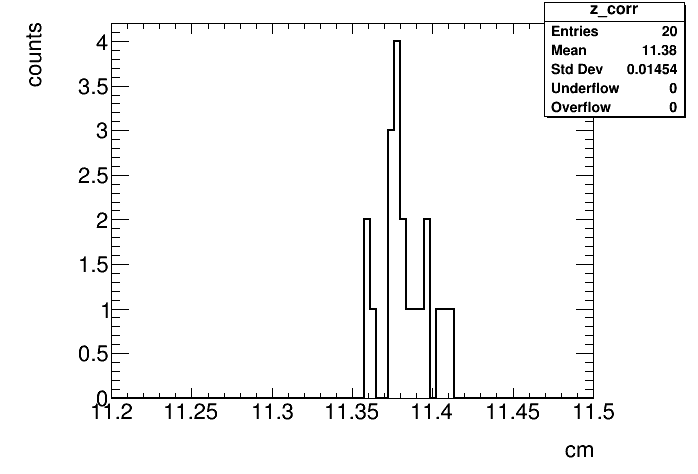 z_corr
Entries 20
Mean 11.38
Std Dev 0.01454
Underflow 0
Overflow 0
counts
4
3.5
3
2.5
2
1.5
1
0.5
0
11.2 11.25 11.3 11.35 11.4 11.45 11.5
cm